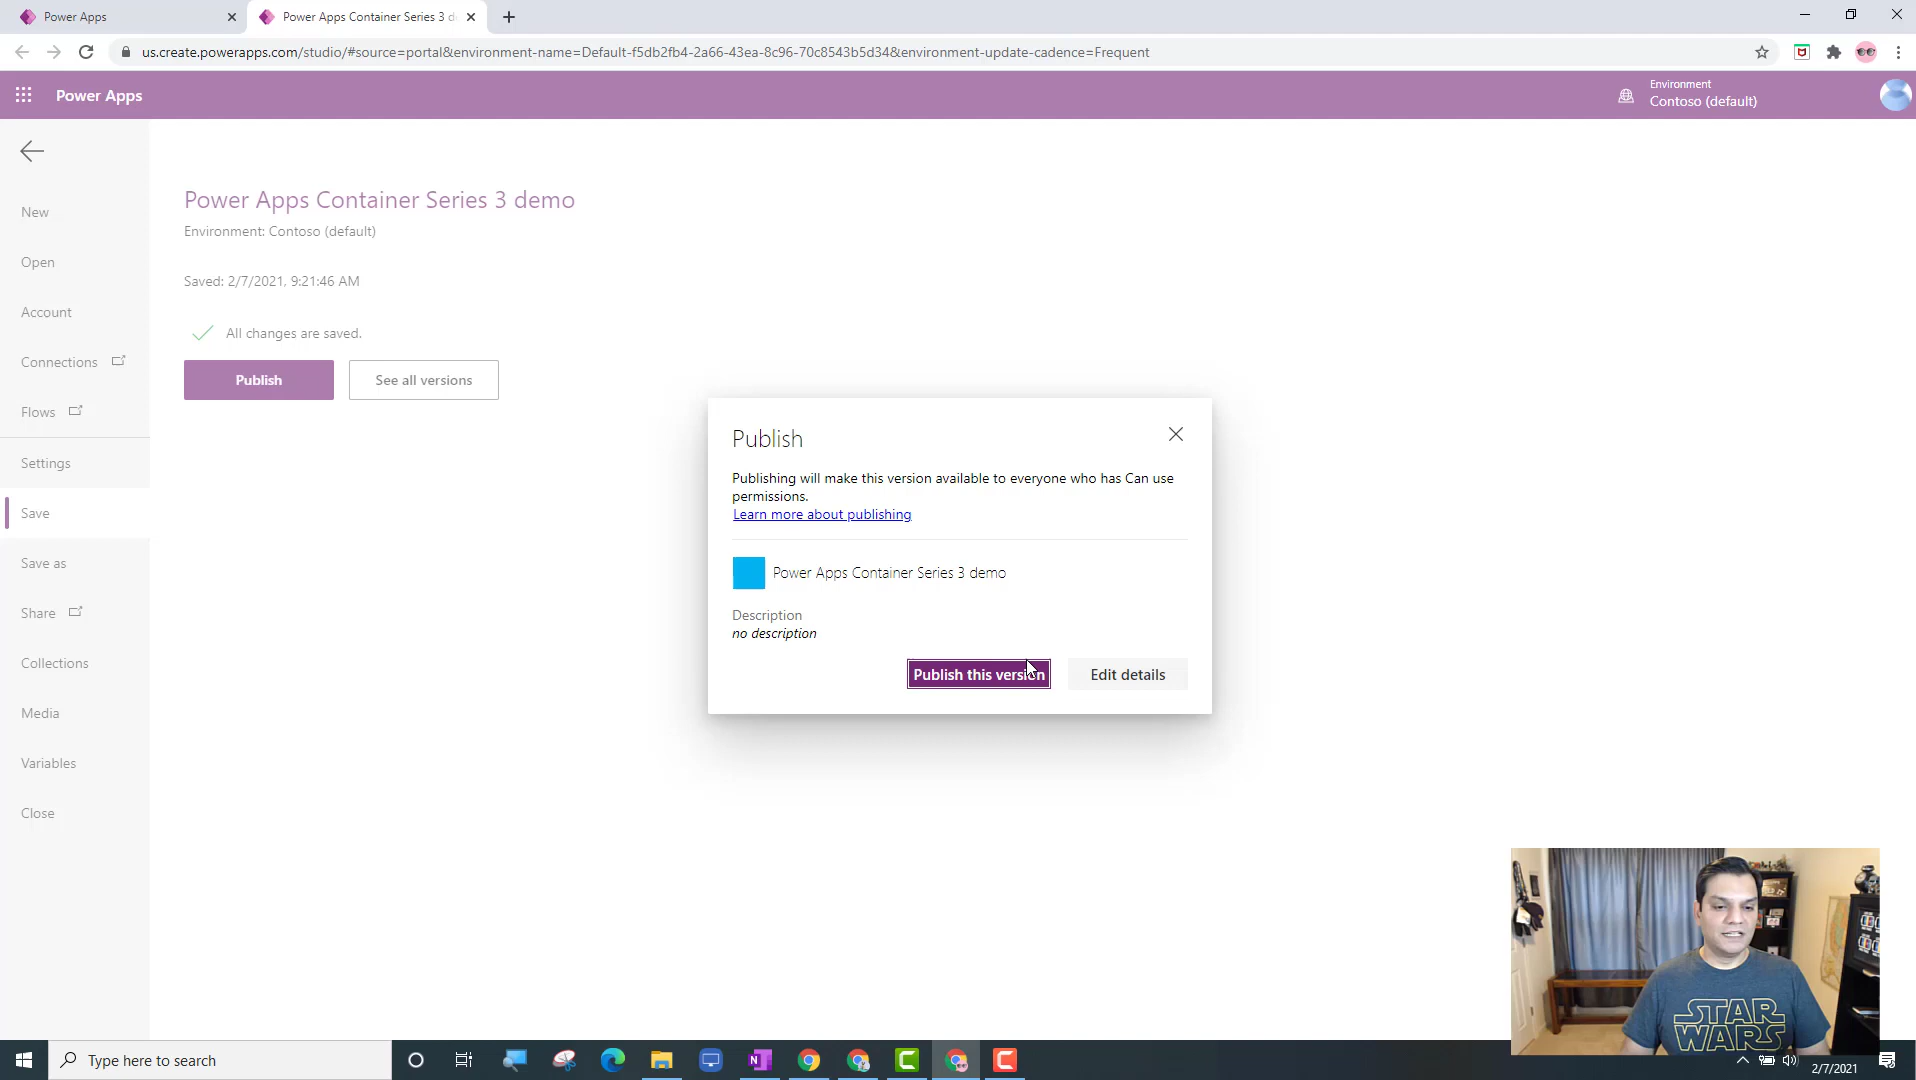 Power Apps
Power Apps Container Series 3 d
us.create.powerapps.com/studio/#source=portal&environment-name=Default-f5db2fb4-2a66-43ea-8c96-70c8543b5d34&environment-update-cadence=Frequent
Power Apps
Environment
Contoso (default)
New
Open
Account
Connections
Flows
Settings
Save
Save as
Share
Collections
Media
Variables
Close
Power Apps Container Series 3 demo
Environment: Contoso (default)
Saved: 2/7/2021, 9:21:46 AM
All changes are saved.
Publish
See all versions
Publish
Publishing will make this version available to everyone who has Can use
permissions.
Learn more about publishing
Power Apps Container Series 3 demo
Description
no description
Publish this version
Edit details
STAR
WARS
Type here to search
2/7/2021